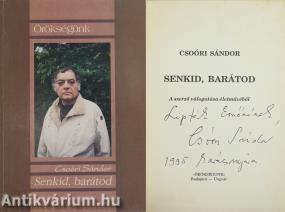 Örökségünk
Csoóri Sándor
Senkid, barátod
Antikvárium.hu
CSOÓRI SÁNDOR
SENKID, BARÁTOD
A szerző válogatása életművéből
Csoóri Sándor
1995 karácsonyán
Budapest – Ungvár